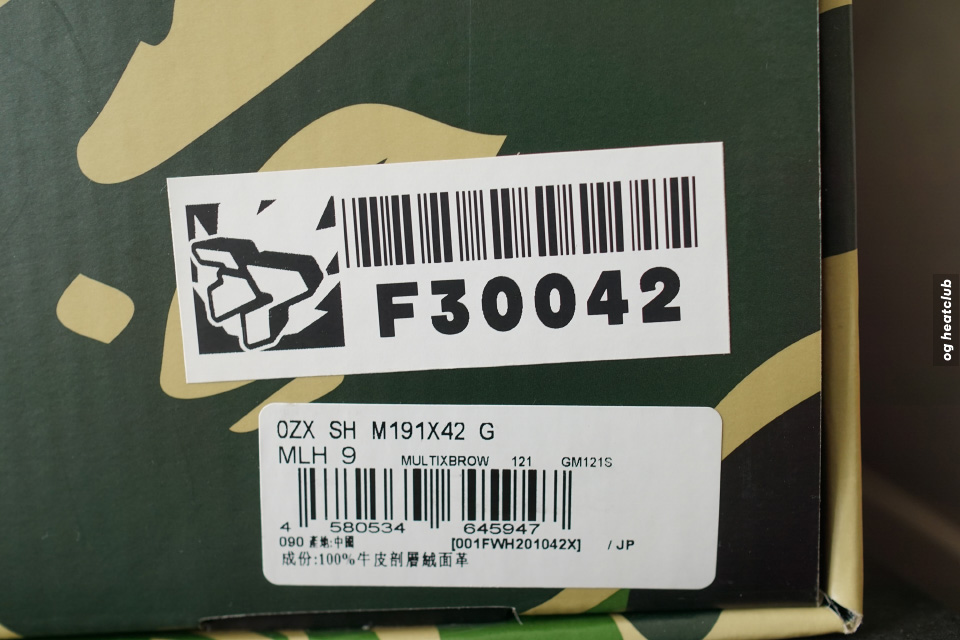 F30042
0ZX SH M191X42 G
MLH 9 MULTIXBROW 121 GM121S
4 580534 645947
090 產地:中國 [001FWH201042X] / JP
成份:100%牛皮剖層絨面革
og heatclub